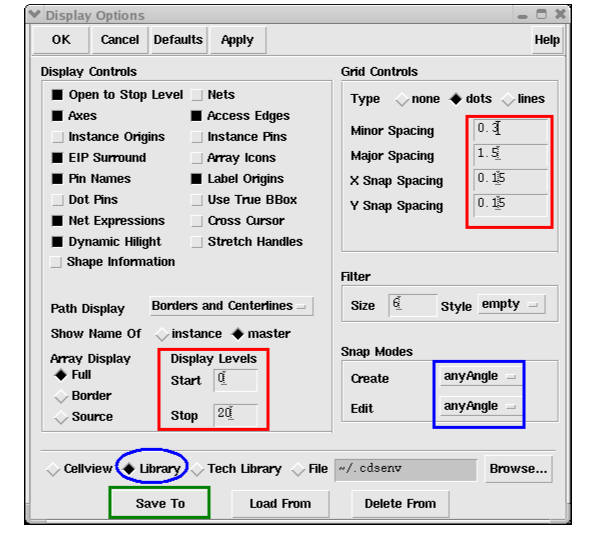 Display Options
OK Cancel Defaults Apply Help
Display Controls
Open to Stop Level Nets
Axes Access Edges
Instance Origins Instance Pins
EIP Surround Array Icons
Pin Names Label Origins
Dot Pins Use True BBox
Net Expressions Cross Cursor
Dynamic Hilight Stretch Handles
Shape Information
Path Display Borders and Centerlines
Show Name Of instance master
Array Display Display Levels
Full Start 0
Border
Source Stop 20
Grid Controls
Type none dots lines
Minor Spacing 0.3
Major Spacing 1.5
X Snap Spacing 0.15
Y Snap Spacing 0.15
Filter
Size 6 Style empty
Snap Modes
Create anyAngle
Edit anyAngle
Cellview Library Tech Library File ~/.cdsenv Browse...
Save To Load From Delete From